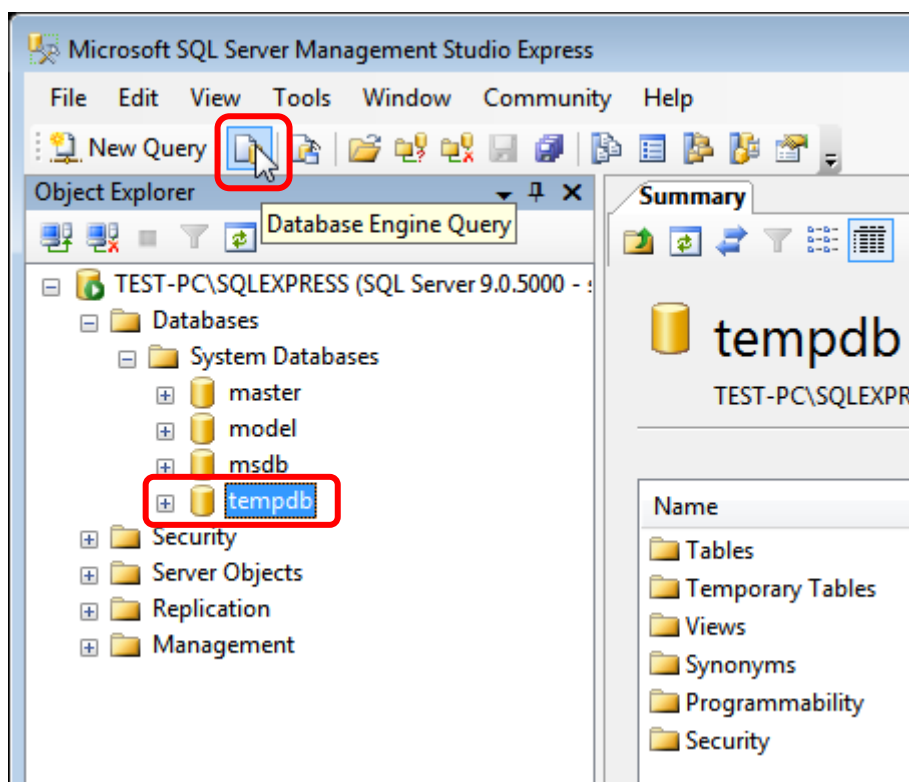 Microsoft SQL Server Management Studio Express
File Edit View Tools Window Community Help
New Query
Object Explorer
Database Engine Query
TEST-PC\SQLEXPRESS (SQL Server 9.0.5000 -
Databases
System Databases
master
model
msdb
tempdb
Security
Server Objects
Replication
Management
Summary
tempdb
TEST-PC\SQLEXPR
Name
Tables
Temporary Tables
Views
Synonyms
Programmability
Security